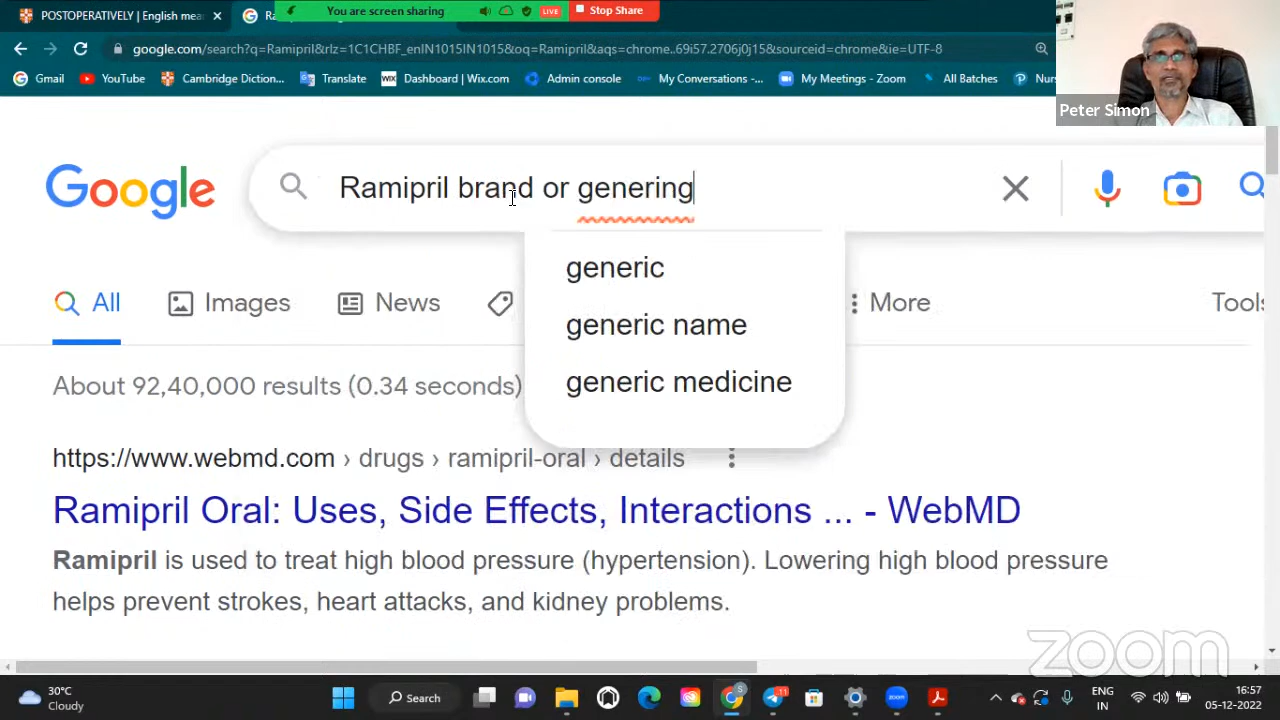 You are screen sharing LIVE Stop Share
POSTOPERATIVELY | English mea
google.com/search?q=Ramipril&rlz=1C1CHBF_enIN1015IN1015&oq=Ramipril&aqs=chrome..69i57.2706j0j15&sourceid=chrome&ie=UTF-8
Gmail YouTube Cambridge Diction... Translate WIX Dashboard | Wix.com Admin console My Conversations -... My Meetings - Zoom All Batches Nurs
Peter Simon
Google Ramipril brand or genering
generic
generic name
generic medicine
All Images News More Tools
About 92,40,000 results (0.34 seconds)
https://www.webmd.com › drugs › ramipril-oral › details
Ramipril Oral: Uses, Side Effects, Interactions ... - WebMD
Ramipril is used to treat high blood pressure (hypertension). Lowering high blood pressure
helps prevent strokes, heart attacks, and kidney problems.
zoom
30°C
Cloudy
Search
ENG
IN
16:57
05-12-2022